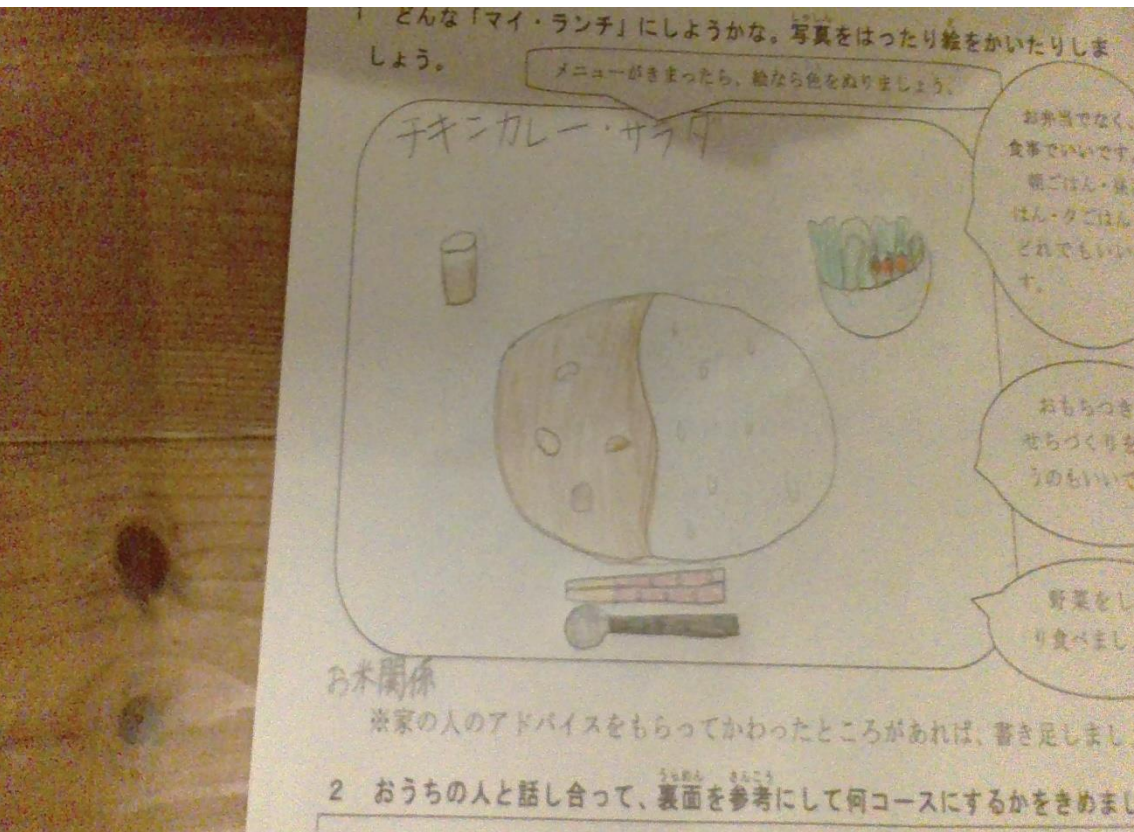 1 どんな「マイ・ランチ」にしようかな。写真をはったり絵をかいたりしま
しょう。
メニューがきまったら、絵なら色をぬりましょう。
チキンカレー・サラダ
お弁当でなく、
食事でいいです
朝ごはん・昼
はん・夕ごはん
どれでもいい
す。
おもちつき
せちづくりを
うのもいいで
野菜をし
り食べまし
お米関係
※家の人のアドバイスをもらってかわったところがあれば、書き足しまし
2 おうちの人と話し合って、裏面を参考にして何コースにするかをきめまし